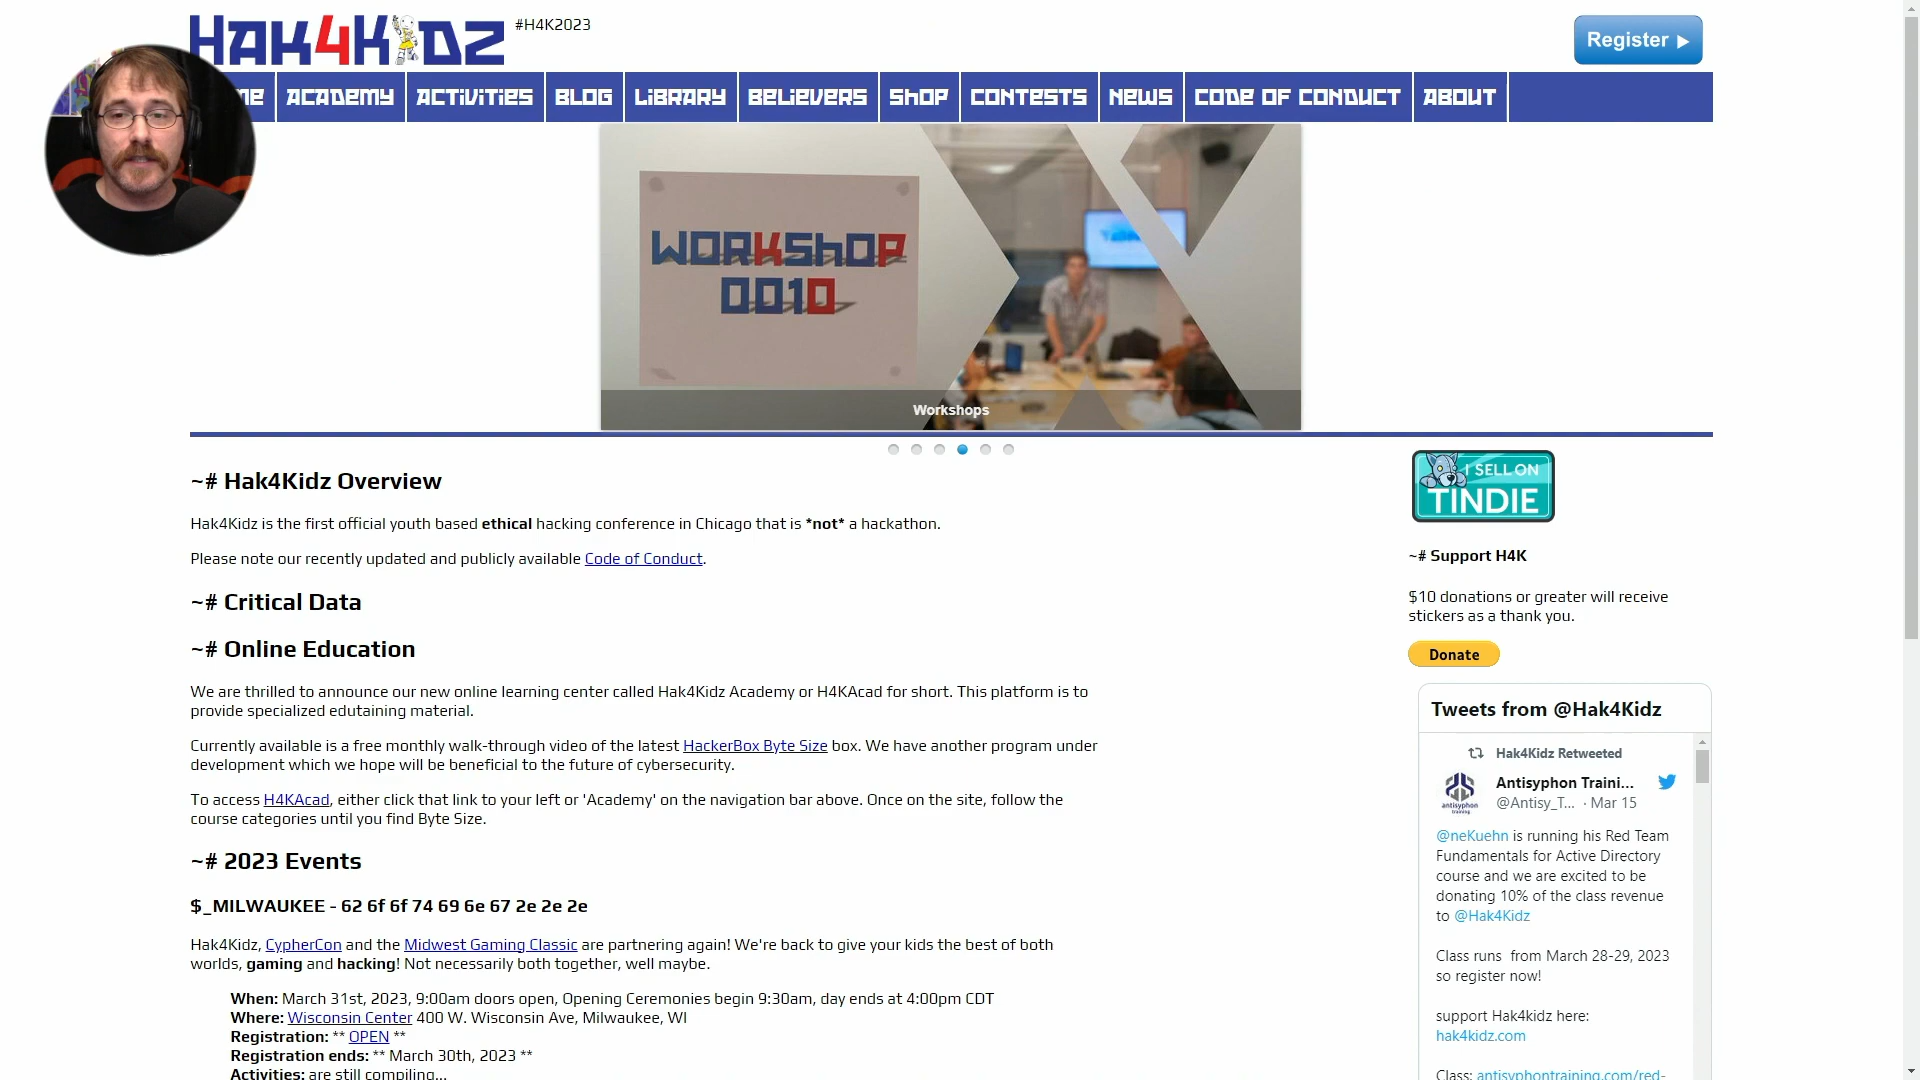 Hak4Kidz #H4K2023
Register
ME ACADEMY ACTIVITIES BLOG LIBRARY BELIEVERS SHOP CONTESTS NEWS CODE OF CONDUCT ABOUT
WORKSHOP
0010
Workshops
~# Hak4Kidz Overview
Hak4Kidz is the first official youth based ethical hacking conference in Chicago that is *not* a hackathon.
Please note our recently updated and publicly available Code of Conduct.
~# Critical Data
~# Online Education
We are thrilled to announce our new online learning center called Hak4Kidz Academy or H4KAcad for short. This platform is to
provide specialized edutaining material.
Currently available is a free monthly walk-through video of the latest HackerBox Byte Size box. We have another program under
development which we hope will be beneficial to the future of cybersecurity.
To access H4KAcad, either click that link to your left or 'Academy' on the navigation bar above. Once on the site, follow the
course categories until you find Byte Size.
~# 2023 Events
$_MILWAUKEE - 62 6f 6f 74 69 6e 67 2e 2e 2e
Hak4Kidz, CypherCon and the Midwest Gaming Classic are partnering again! We're back to give your kids the best of both
worlds, gaming and hacking! Not necessarily both together, well maybe.
When: March 31st, 2023, 9:00am doors open, Opening Ceremonies begin 9:30am, day ends at 4:00pm CDT
Where: Wisconsin Center 400 W. Wisconsin Ave, Milwaukee, WI
Registration: ** OPEN **
Registration ends: ** March 30th, 2023 **
Activities: are still compiling...
I SELL ON
TINDIE
~# Support H4K
$10 donations or greater will receive
stickers as a thank you.
Donate
Tweets from @Hak4Kidz
Hak4Kidz Retweeted
antisyphon
training
Antisyphon Traini...
@Antisy_T... · Mar 15
@neKuehn is running his Red Team
Fundamentals for Active Directory
course and we are excited to be
donating 10% of the class revenue
to @Hak4Kidz
Class runs from March 28-29, 2023
so register now!
support Hak4kidz here:
hak4kidz.com
Class: antisyphontraining.com/red-